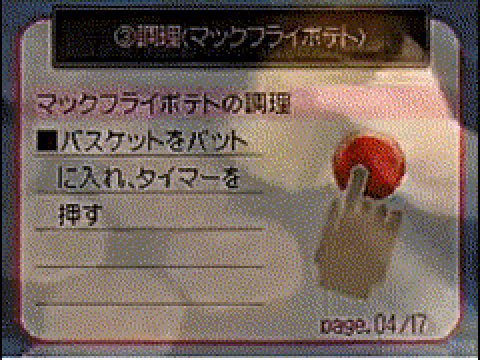 ③調理(マックフライポテト)
マックフライポテトの調理
■バスケットをバット
に入れ、タイマーを
押す
page.04/17